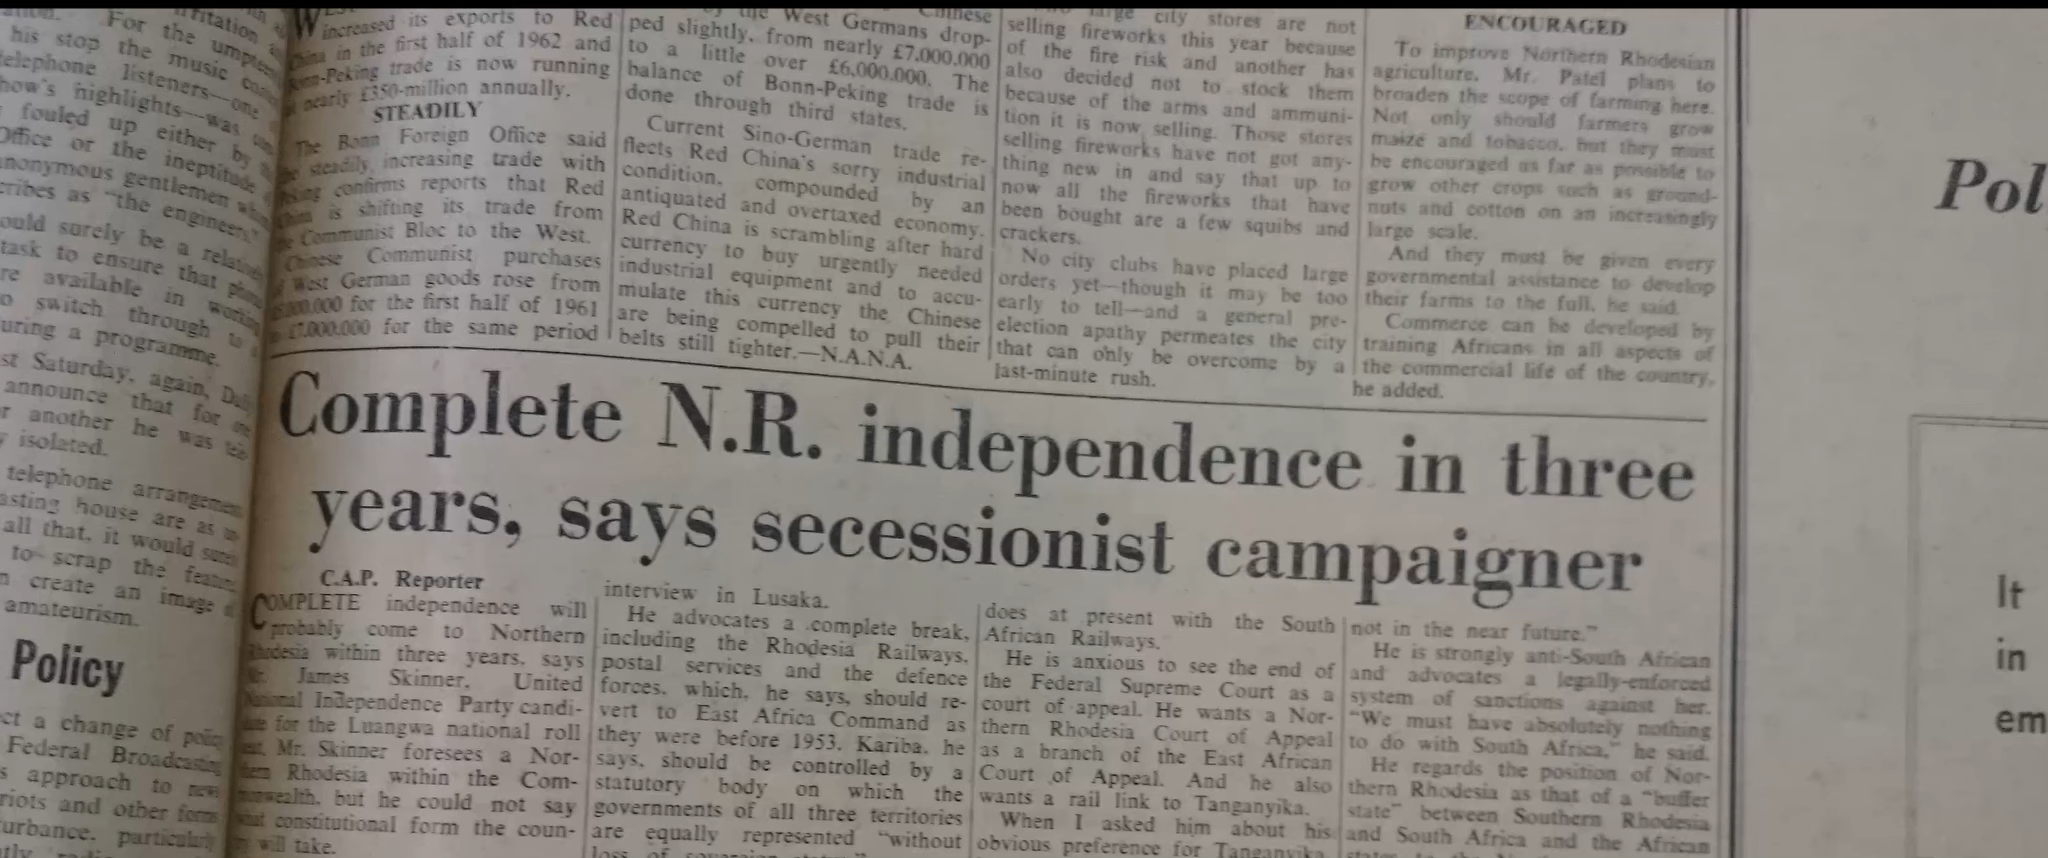 For the umpteenth
his stop the music
telephone listeners—one
how's highlights—was
fouled up either by
Office or the ineptitude
anonymous gentlemen
cribes as "the engineers."
ould surely be a
task to ensure that
re available in working
o switch through to a
uring a programme.
st Saturday, again,
announce that for
r another he was
y isolated.
telephone
asting house are as
all that, it would
to scrap the
n create an image
amateurism.
Policy
ct a change of policy
Federal Broadcasting
s approach to news
riots and other
urbance, particularly
increased its exports to Red
China in the first half of 1962 and
Bonn-Peking trade is now running
at nearly £350-million annually.
STEADILY
The Bonn Foreign Office said
the steadily increasing trade with
Peking confirms reports that Red
China is shifting its trade from
the Communist Bloc to the West.
Chinese Communist purchases
of West German goods rose from
000.000 for the first half of 1961
£7.000.000 for the same period
by the West Germans drop-
ped slightly, from nearly £7.000.000
to a little over £6.000.000. The
balance of Bonn-Peking trade is
done through third states.
Current Sino-German trade re-
flects Red China's sorry industrial
condition, compounded by an
antiquated and overtaxed economy.
Red China is scrambling after hard
currency to buy urgently needed
industrial equipment and to accu-
mulate this currency the Chinese
are being compelled to pull their
belts still tighter.—N.A.N.A.
large city stores are not
selling fireworks this year because
of the fire risk and another has
also decided not to stock them
because of the arms and ammuni-
tion it is now selling. Those stores
selling fireworks have not got any-
thing new in and say that up to
now all the fireworks that have
been bought are a few squibs and
crackers.
No city clubs have placed large
orders yet—though it may be too
early to tell—and a general pre-
election apathy permeates the city
that can only be overcome by a
last-minute rush.
ENCOURAGED
To improve Northern Rhodesian
agriculture, Mr. Patel plans to
broaden the scope of farming here.
Not only should farmers grow
maize and tobacco, but they must
be encouraged as far as possible to
grow other crops such as ground-
nuts and cotton on an increasingly
large scale.
And they must be given every
governmental assistance to develop
their farms to the full, he said.
Commerce can be developed by
training Africans in all aspects of
the commercial life of the country,
he added.
Complete N.R. independence in three
years, says secessionist campaigner
C.A.P. Reporter
COMPLETE independence will
probably come to Northern
Rhodesia within three years, says
Mr. James Skinner, United
National Independence Party candi-
date for the Luangwa national roll
seat. Mr. Skinner foresees a Nor-
thern Rhodesia within the Com-
monwealth, but he could not say
what constitutional form the coun-
try will take.
interview in Lusaka.
He advocates a complete break,
including the Rhodesia Railways,
postal services and the defence
forces, which, he says, should re-
vert to East Africa Command as
they were before 1953. Kariba, he
says, should be controlled by a
statutory body on which the
governments of all three territories
are equally represented "without
does at present with the South
African Railways.
He is anxious to see the end of
the Federal Supreme Court as a
court of appeal. He wants a Nor-
thern Rhodesia Court of Appeal
as a branch of the East African
Court of Appeal. And he also
wants a rail link to Tanganyika.
When I asked him about his
obvious preference for Tanganyika
not in the near future."
He is strongly anti-South African
and advocates a legally-enforced
system of sanctions against her.
"We must have absolutely nothing
to do with South Africa," he said.
He regards the position of Nor-
thern Rhodesia as that of a "buffer
state" between Southern Rhodesia
and South Africa and the African
Pol
It
in
em